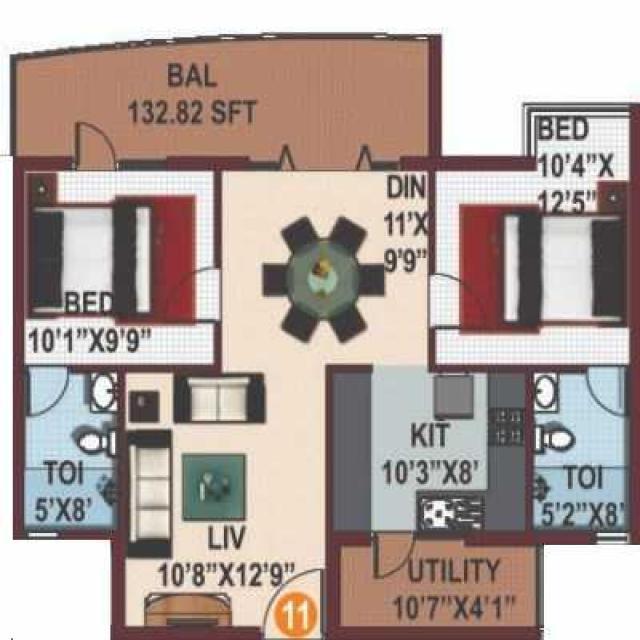 BAL
132.82 SFT
BED
10'4"X
12'5"
DIN
11'X
9'9"
BED
10'1"X9'9"
KIT
10'3"X8'
TOI
5'X8'
TOI
5'2"X8'
LIV
10'8"X12'9"
UTILITY
10'7"X4'1"
11